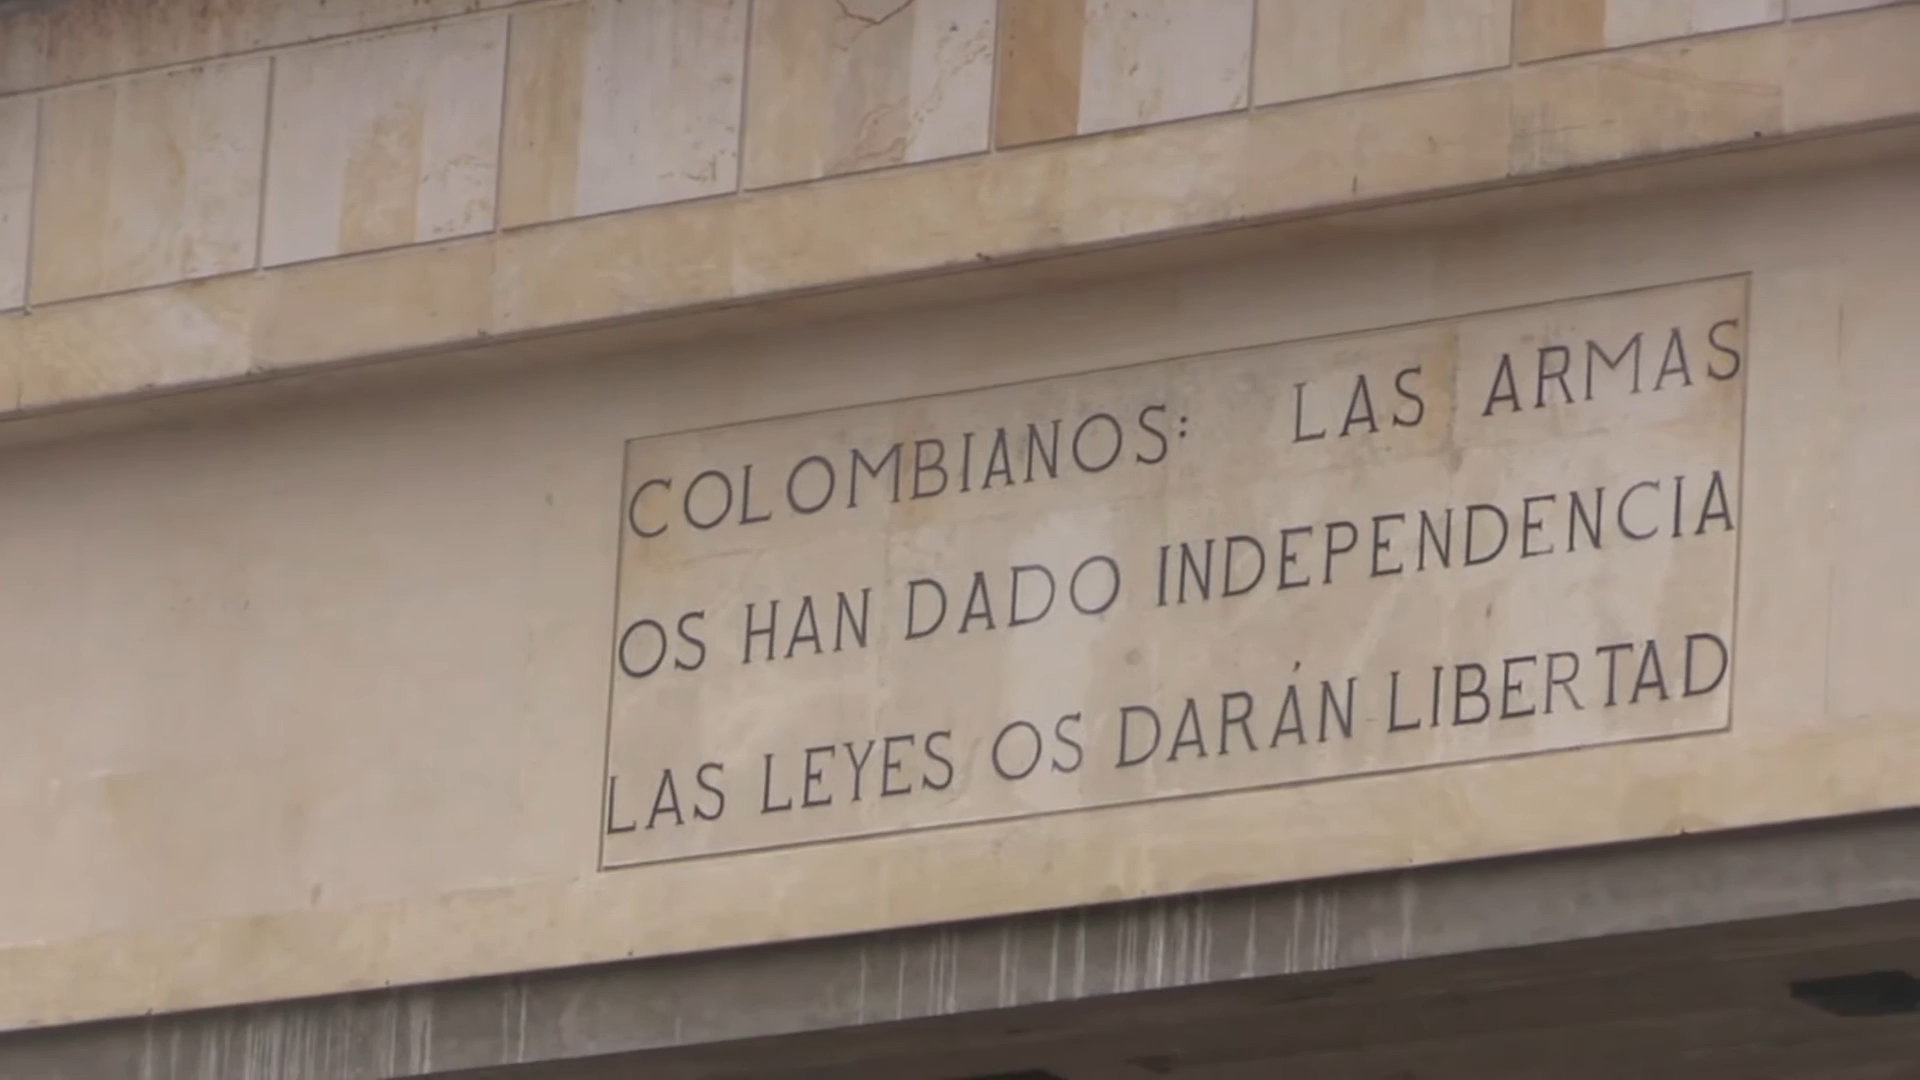 COLOMBIANOS: LAS ARMAS
OS HAN DADO INDEPENDENCIA
LAS LEYES OS DARÁN LIBERTAD